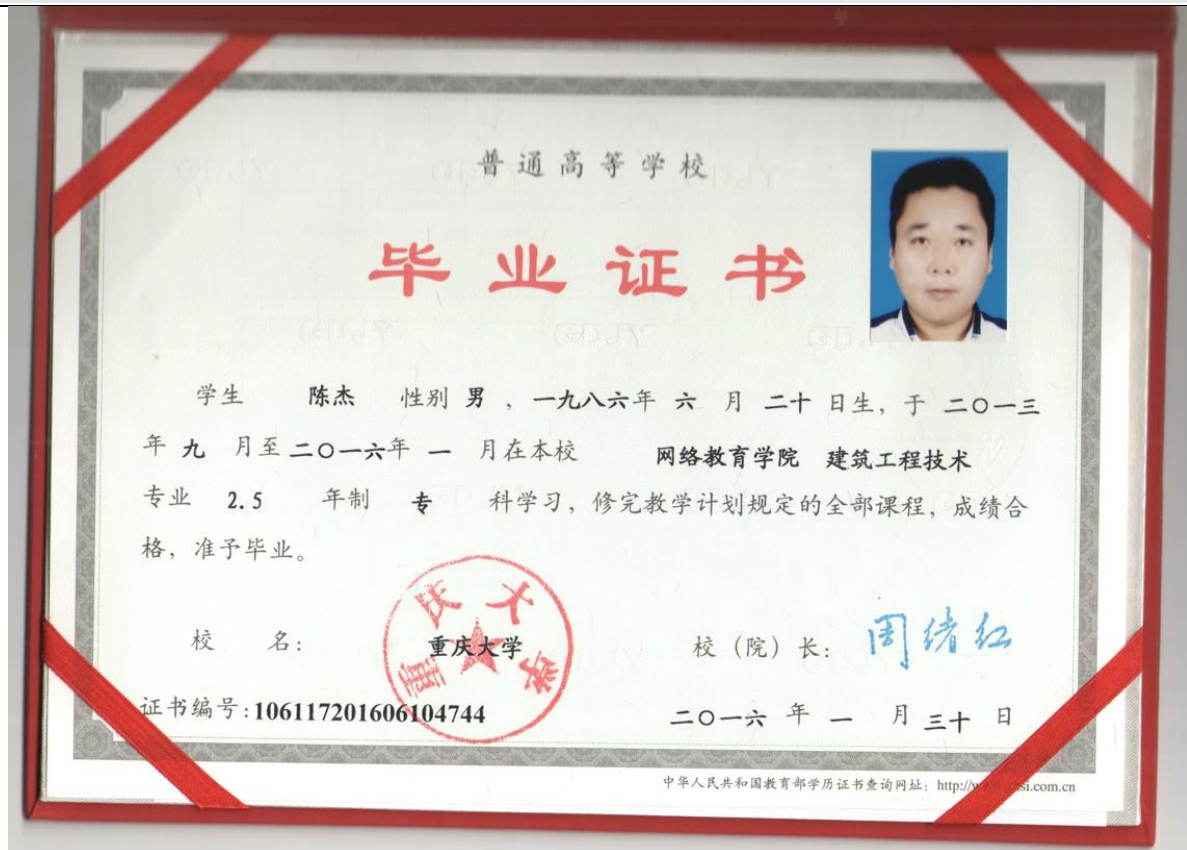 普通高等学校
毕业证书
学生 陈杰 性别 男 ，一九八六年 六 月 二十 日生，于 二〇一三
年 九 月至 二〇一六年 一 月在本校 网络教育学院 建筑工程技术
专业 2.5 年制 专 科学习，修完教学计划规定的全部课程，成绩合
格，准予毕业。
校 名： 重庆大学 校（院）长： 周绪红
重庆大学
证书编号:106117201606104744 二〇一六 年 一 月 三十 日
中华人民共和国教育部学历证书查询网址：http://w si.com.cn